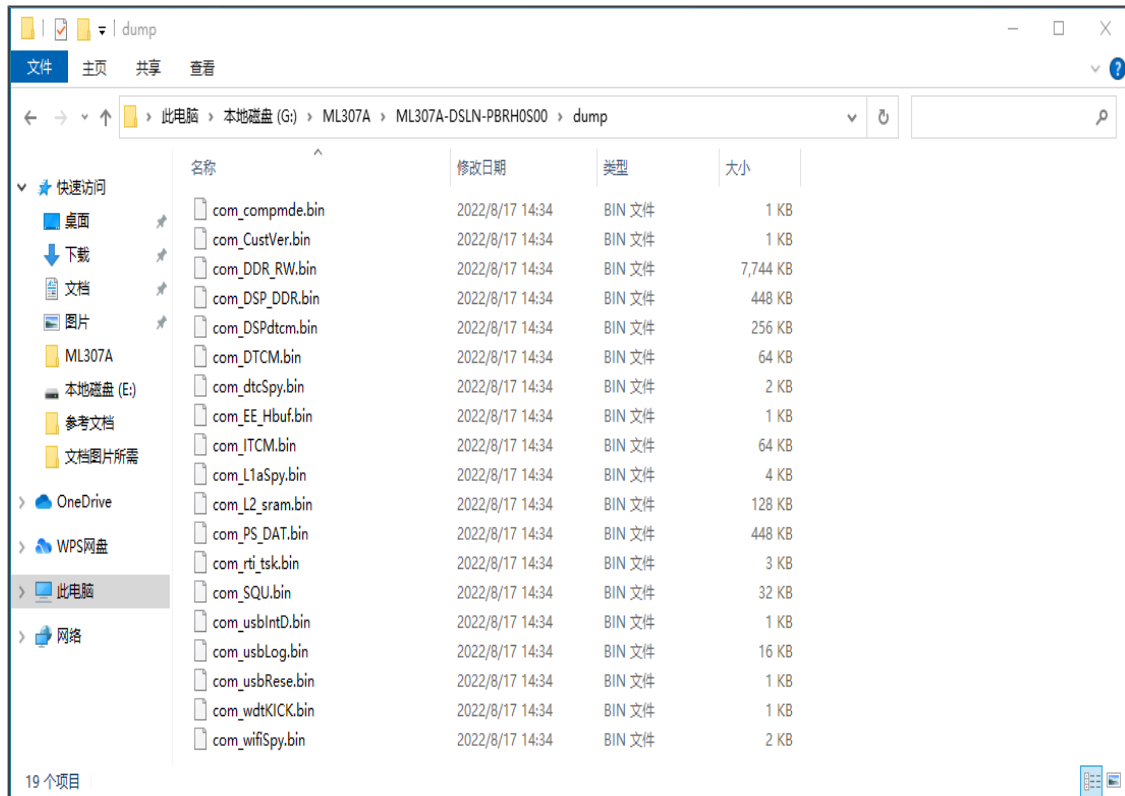 dump
文件 主页 共享 查看
此电脑 › 本地磁盘 (G:) › ML307A › ML307A-DSLN-PBRH0S00 › dump
名称 修改日期 类型 大小
快速访问
桌面
下载
文档
图片
ML307A
本地磁盘 (E:)
参考文档
文档图片所需
OneDrive
WPS网盘
此电脑
网络
com_compmde.bin 2022/8/17 14:34 BIN 文件 1 KB
com_CustVer.bin 2022/8/17 14:34 BIN 文件 1 KB
com_DDR_RW.bin 2022/8/17 14:34 BIN 文件 7,744 KB
com_DSP_DDR.bin 2022/8/17 14:34 BIN 文件 448 KB
com_DSPdtcm.bin 2022/8/17 14:34 BIN 文件 256 KB
com_DTCM.bin 2022/8/17 14:34 BIN 文件 64 KB
com_dtcSpy.bin 2022/8/17 14:34 BIN 文件 2 KB
com_EE_Hbuf.bin 2022/8/17 14:34 BIN 文件 1 KB
com_ITCM.bin 2022/8/17 14:34 BIN 文件 64 KB
com_L1aSpy.bin 2022/8/17 14:34 BIN 文件 4 KB
com_L2_sram.bin 2022/8/17 14:34 BIN 文件 128 KB
com_PS_DAT.bin 2022/8/17 14:34 BIN 文件 448 KB
com_rti_tsk.bin 2022/8/17 14:34 BIN 文件 3 KB
com_SQU.bin 2022/8/17 14:34 BIN 文件 32 KB
com_usbIntD.bin 2022/8/17 14:34 BIN 文件 1 KB
com_usbLog.bin 2022/8/17 14:34 BIN 文件 16 KB
com_usbRese.bin 2022/8/17 14:34 BIN 文件 1 KB
com_wdtKICK.bin 2022/8/17 14:34 BIN 文件 1 KB
com_wifiSpy.bin 2022/8/17 14:34 BIN 文件 2 KB
19 个项目